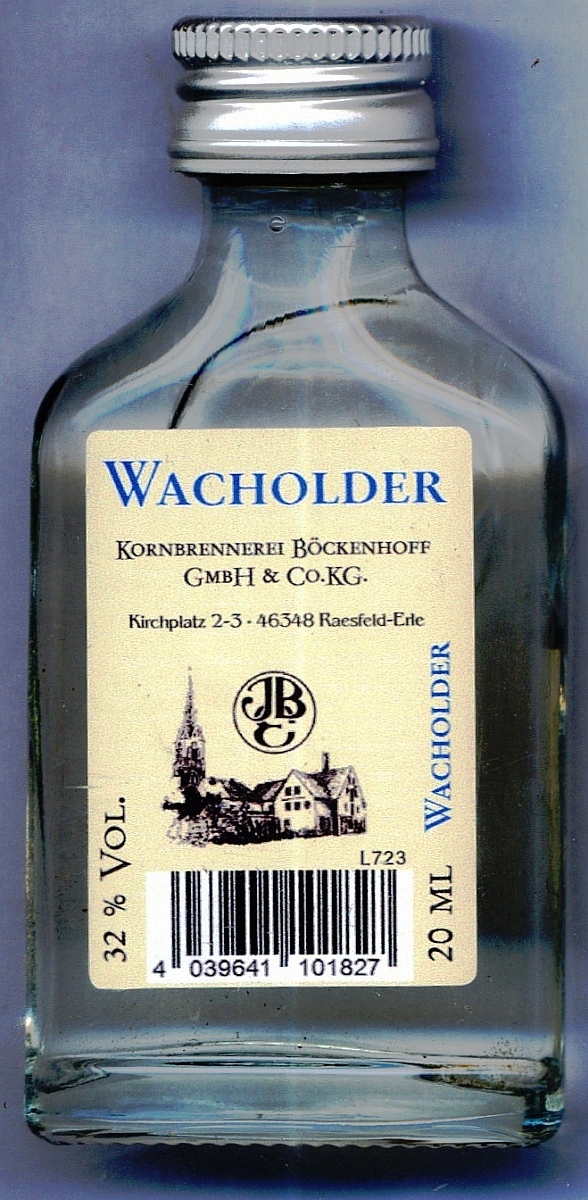 WACHOLDER
KORNBRENNEREI BÖCKENHOFF
GMBH & CO.KG.
Kirchplatz 2-3 · 46348 Raesfeld-Erle
JBE
WACHOLDER
32 % VOL.
20 ML
L723
4 039641 101827